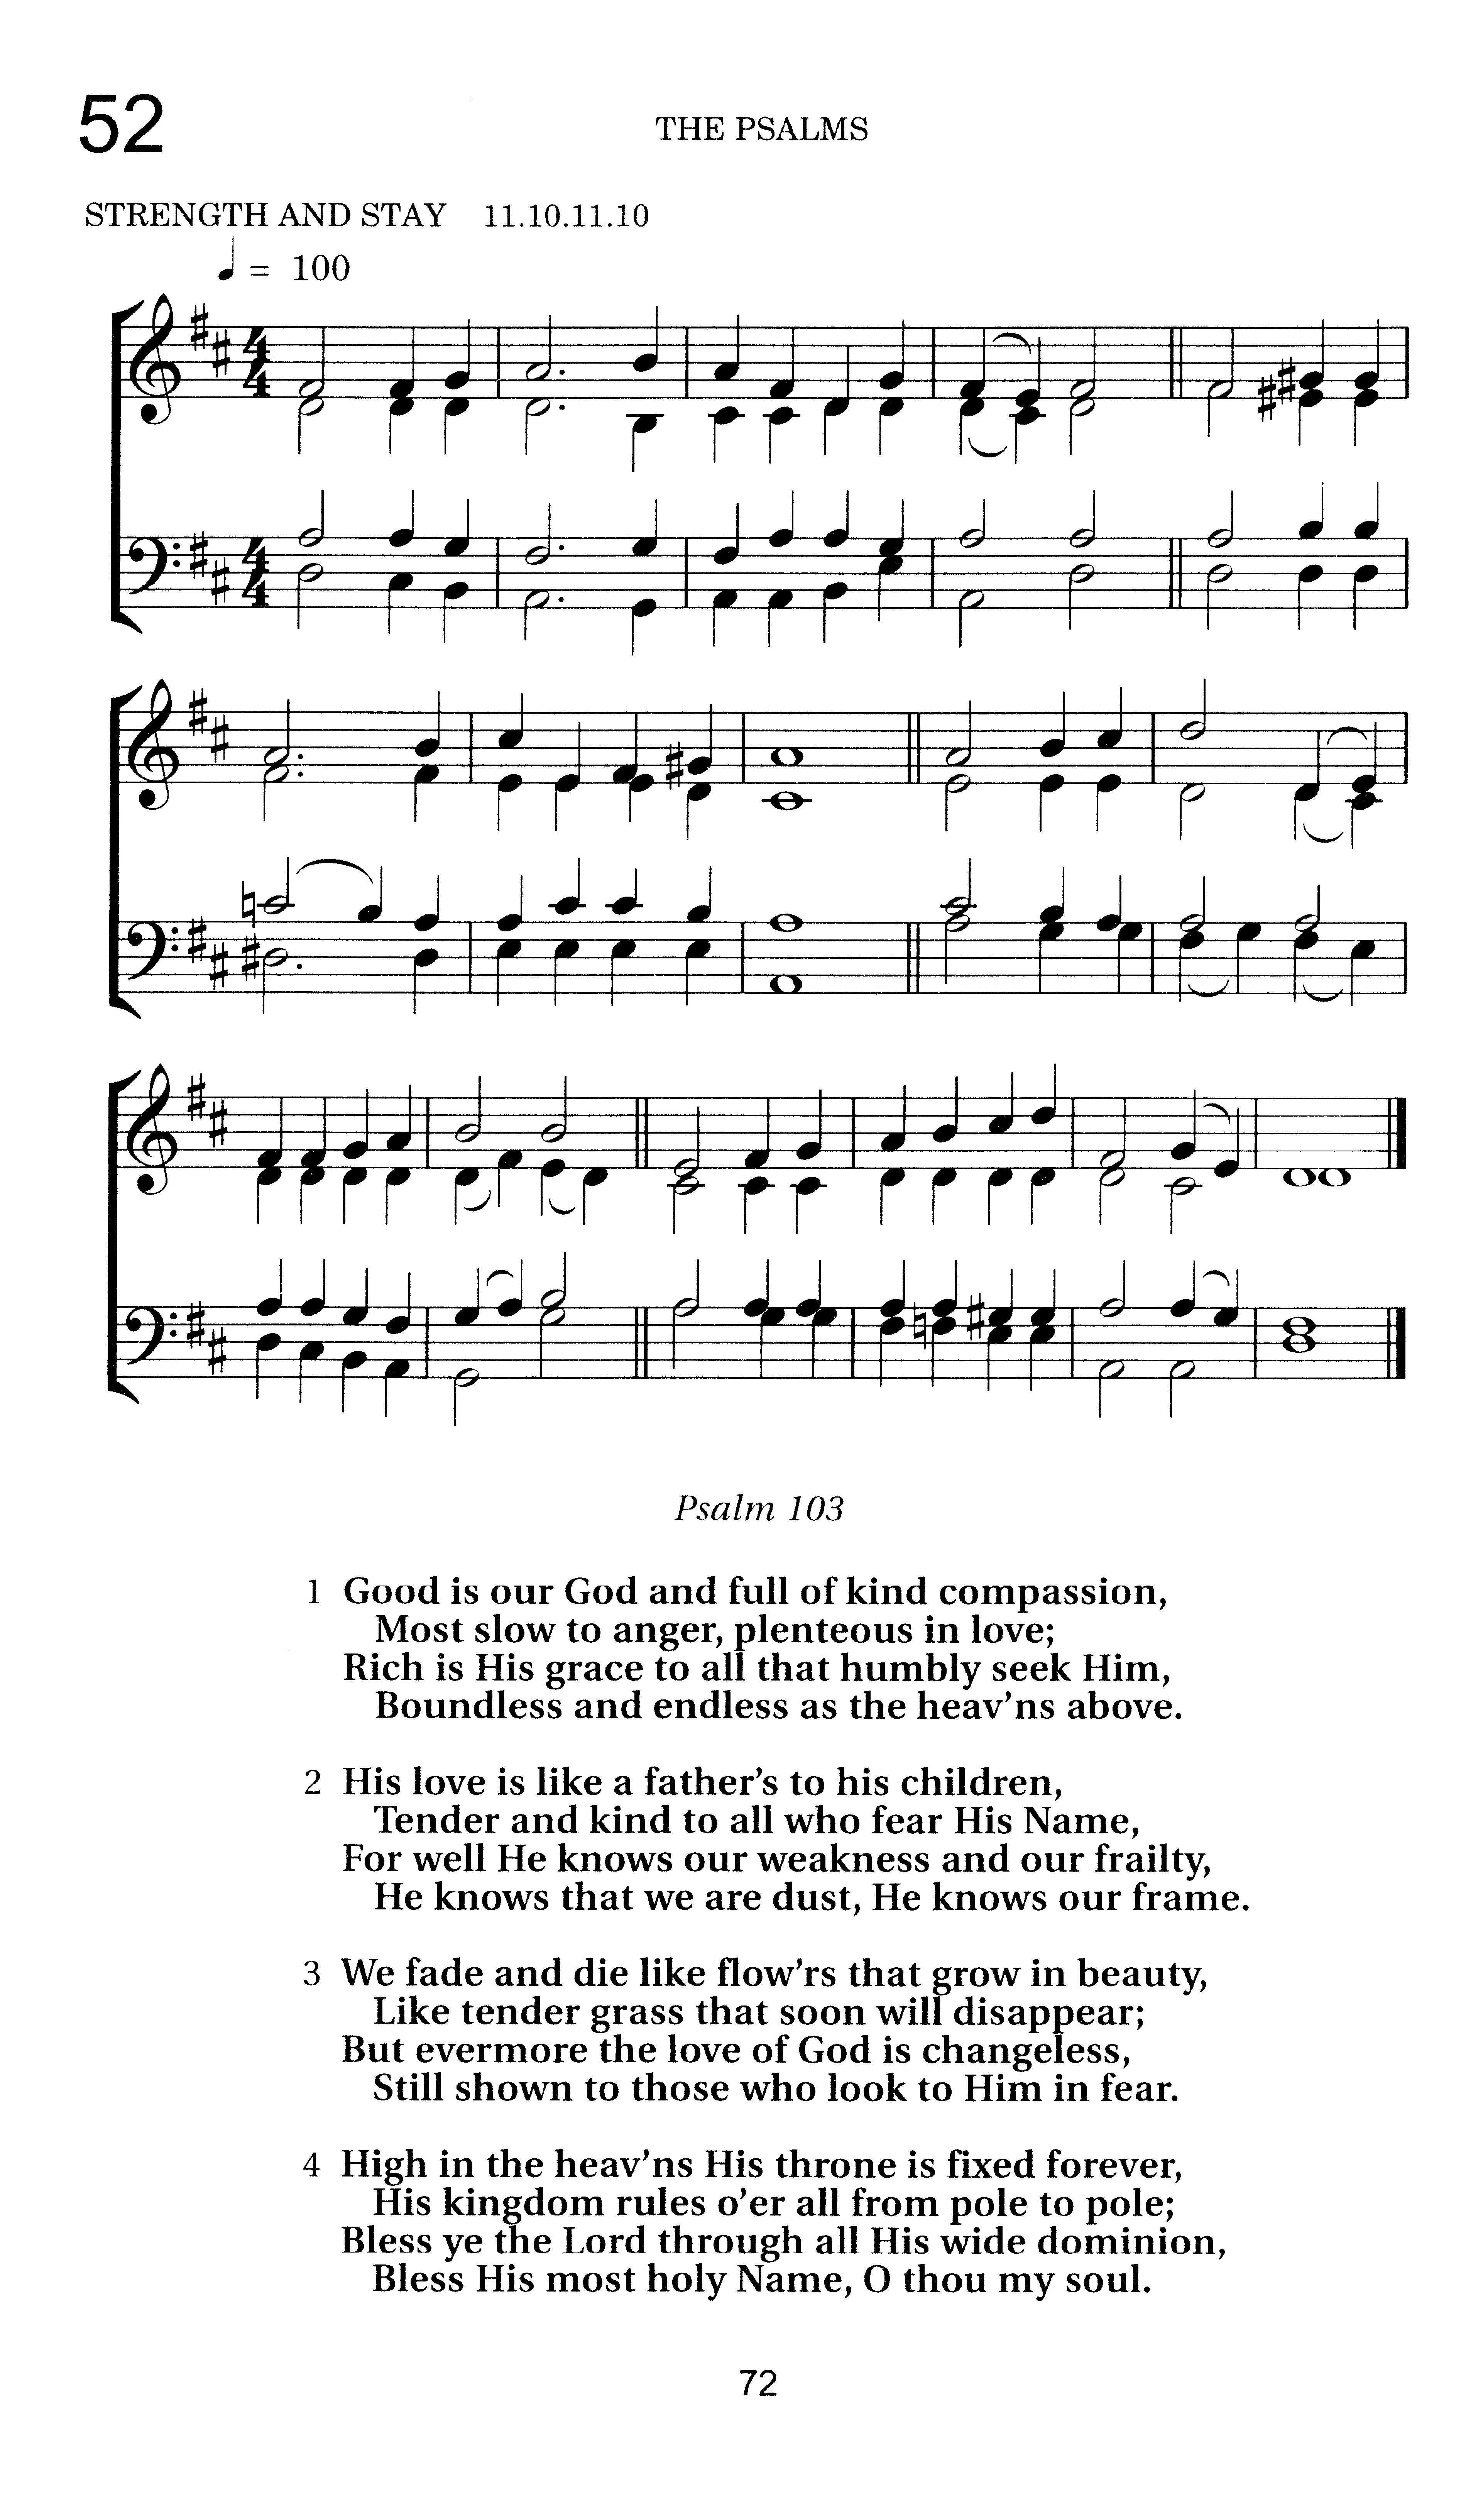 52
THE PSALMS
STRENGTH AND STAY 11.10.11.10
♩ = 100
4
4
4
4
Psalm 103
1 Good is our God and full of kind compassion,
Most slow to anger, plenteous in love;
Rich is His grace to all that humbly seek Him,
Boundless and endless as the heav’ns above.
2 His love is like a father’s to his children,
Tender and kind to all who fear His Name,
For well He knows our weakness and our frailty,
He knows that we are dust, He knows our frame.
3 We fade and die like flow’rs that grow in beauty,
Like tender grass that soon will disappear;
But evermore the love of God is changeless,
Still shown to those who look to Him in fear.
4 High in the heav’ns His throne is fixed forever,
His kingdom rules o’er all from pole to pole;
Bless ye the Lord through all His wide dominion,
Bless His most holy Name, O thou my soul.
72